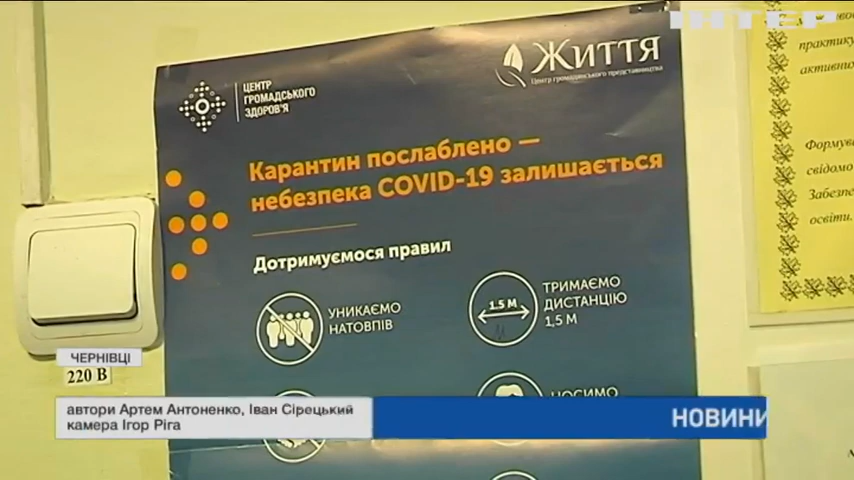 ІНТЕР
ЦЕНТР
ГРОМАДСЬКОГО
ЗДОРОВ'Я
Життя
Центр громадянського представництва
Карантин послаблено —
небезпека COVID-19 залишається
Дотримуємося правил
УНИКАЄМО
НАТОВПІВ
1.5 М
ТРИМАЄМО
ДИСТАНЦІЮ
1,5 М
НОСИМО
практику
активних
Формува
свідомо
Забезпе
освіти.
ЧЕРНІВЦІ
220 В
автори Артем Антоненко, Іван Сірецький
камера Ігор Ріга
НОВИНИ